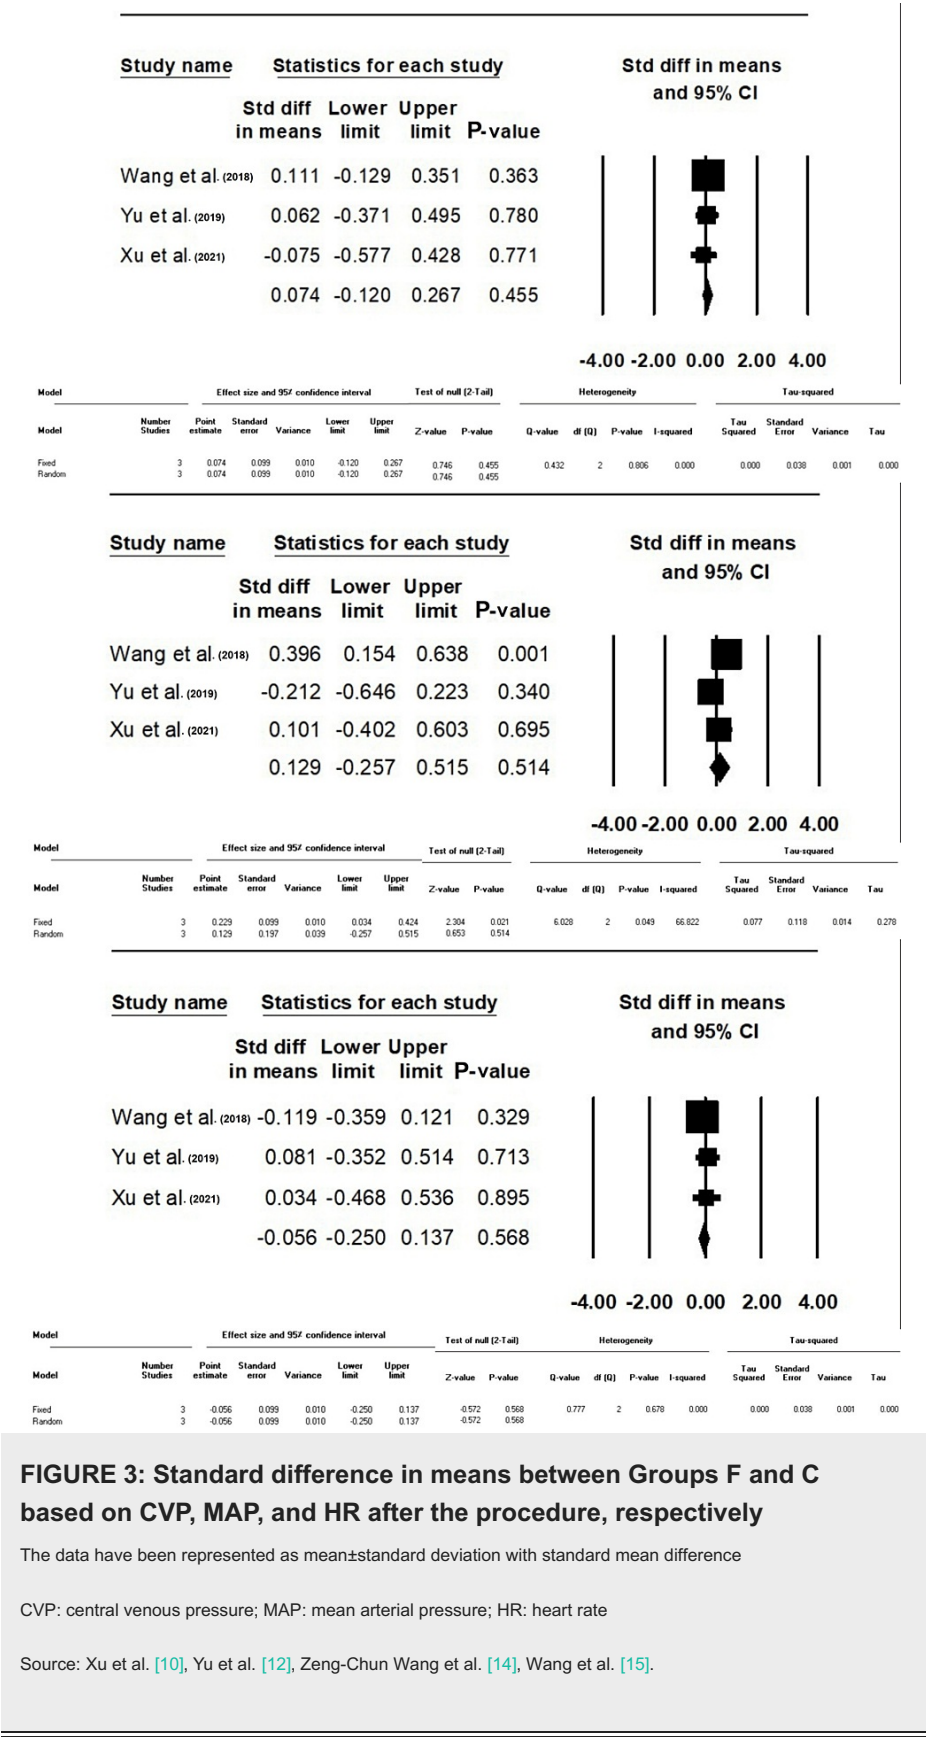 Study name Statistics for each study Std diff in means
and 95% CI
Std diff Lower Upper
in means limit limit P-value
Wang et al. (2018) 0.111 -0.129 0.351 0.363
Yu et al. (2019) 0.062 -0.371 0.495 0.780
Xu et al. (2021) -0.075 -0.577 0.428 0.771
0.074 -0.120 0.267 0.455
-4.00 -2.00 0.00 2.00 4.00
Model Effect size and 95% confidence interval Test of null (2-Tail) Heterogeneity Tau-squared
Model Number Studies Point estimate Standard error Variance Lower limit Upper limit Z-value P-value Q-value df (Q) P-value I-squared Tau Squared Standard Error Variance Tau
Fixed 3 0.074 0.099 0.010 -0.120 0.267 0.746 0.455 0.432 2 0.806 0.000 0.000 0.038 0.001 0.000
Random 3 0.074 0.099 0.010 -0.120 0.267 0.746 0.455
Study name Statistics for each study Std diff in means
and 95% CI
Std diff Lower Upper
in means limit limit P-value
Wang et al. (2018) 0.396 0.154 0.638 0.001
Yu et al. (2019) -0.212 -0.646 0.223 0.340
Xu et al. (2021) 0.101 -0.402 0.603 0.695
0.129 -0.257 0.515 0.514
-4.00 -2.00 0.00 2.00 4.00
Model Effect size and 95% confidence interval Test of null (2-Tail) Heterogeneity Tau-squared
Model Number Studies Point estimate Standard error Variance Lower limit Upper limit Z-value P-value Q-value df (Q) P-value I-squared Tau Squared Standard Error Variance Tau
Fixed 3 0.229 0.099 0.010 0.034 0.424 2.304 0.021 6.028 2 0.049 66.822 0.077 0.118 0.014 0.278
Random 3 0.129 0.197 0.039 -0.257 0.515 0.653 0.514
Study name Statistics for each study Std diff in means
and 95% CI
Std diff Lower Upper
in means limit limit P-value
Wang et al. (2018) -0.119 -0.359 0.121 0.329
Yu et al. (2019) 0.081 -0.352 0.514 0.713
Xu et al. (2021) 0.034 -0.468 0.536 0.895
-0.056 -0.250 0.137 0.568
-4.00 -2.00 0.00 2.00 4.00
Model Effect size and 95% confidence interval Test of null (2-Tail) Heterogeneity Tau-squared
Model Number Studies Point estimate Standard error Variance Lower limit Upper limit Z-value P-value Q-value df (Q) P-value I-squared Tau Squared Standard Error Variance Tau
Fixed 3 -0.056 0.099 0.010 -0.250 0.137 -0.572 0.568 0.777 2 0.678 0.000 0.000 0.038 0.001 0.000
Random 3 -0.056 0.099 0.010 -0.250 0.137 -0.572 0.568
FIGURE 3: Standard difference in means between Groups F and C
based on CVP, MAP, and HR after the procedure, respectively
The data have been represented as mean±standard deviation with standard mean difference
CVP: central venous pressure; MAP: mean arterial pressure; HR: heart rate
Source: Xu et al. [10], Yu et al. [12], Zeng-Chun Wang et al. [14], Wang et al. [15].